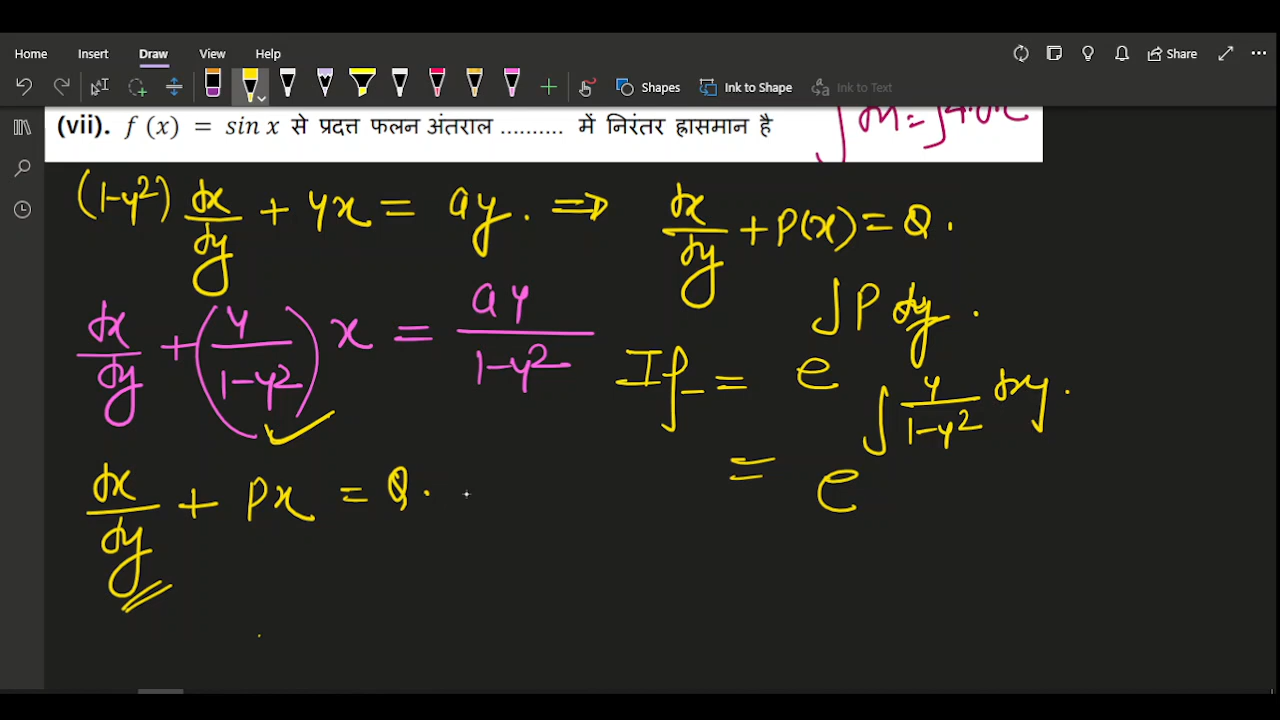 Home Insert Draw View Help Share
Shapes Ink to Shape Ink to Text
(vii). f (x) = sin x से प्रदत्त फलन अंतराल .......... में निरंतर ह्रासमान है
(1-y²) dx/dy + yx = ay. ⇒ dx/dy + P(x) = Q.
dx/dy + (y/1-y²) x = ay/1-y²
If = e^∫P dy.
= e^∫ y/1-y² dxy.
dx/dy + Px = Q.